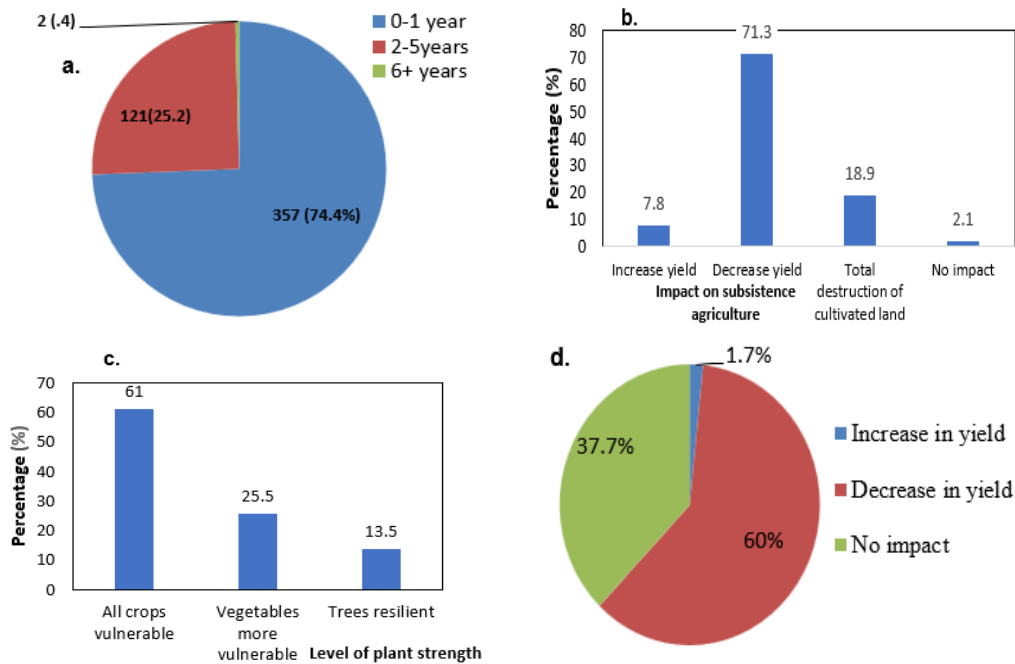 2 (.4)
0-1 year
2-5years
6+ years
a.
121(25.2)
357 (74.4%)
b.
Percentage (%)
80
70
60
50
40
30
20
10
0
7.8
71.3
18.9
2.1
Increase yield
Decrease yield
Total
destruction of
cultivated land
No impact
Impact on subsistence
agriculture
c.
Percentage (%)
70
60
50
40
30
20
10
0
61
25.5
13.5
All crops
vulnerable
Vegetables
more
vulnerable
Trees resilient
Level of plant strength
d.
1.7%
37.7%
60%
Increase in yield
Decrease in yield
No impact